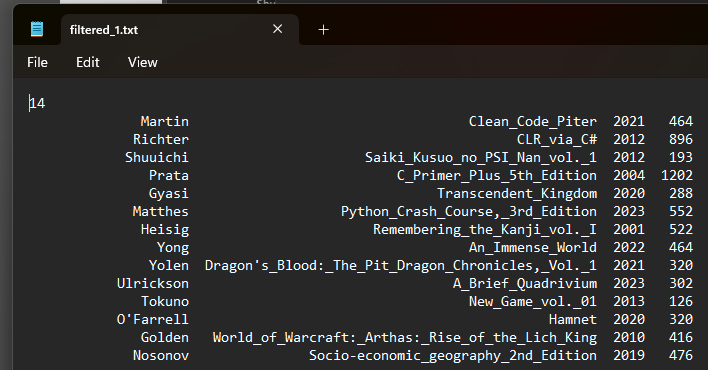 filtered_1.txt
File Edit View
14
Martin Clean_Code_Piter 2021 464
Richter CLR_via_C# 2012 896
Shuuichi Saiki_Kusuo_no_PSI_Nan_vol._1 2012 193
Prata C_Primer_Plus_5th_Edition 2004 1202
Gyasi Transcendent_Kingdom 2020 288
Matthes Python_Crash_Course,_3rd_Edition 2023 552
Heisig Remembering_the_Kanji_vol._I 2001 522
Yong An_Immense_World 2022 464
Yolen Dragon's_Blood:_The_Pit_Dragon_Chronicles,_Vol._1 2021 320
Ulrickson A_Brief_Quadrivium 2023 302
Tokuno New_Game_vol._01 2013 126
O'Farrell Hamnet 2020 320
Golden World_of_Warcraft:_Arthas:_Rise_of_the_Lich_King 2010 416
Nosonov Socio-economic_geography_2nd_Edition 2019 476